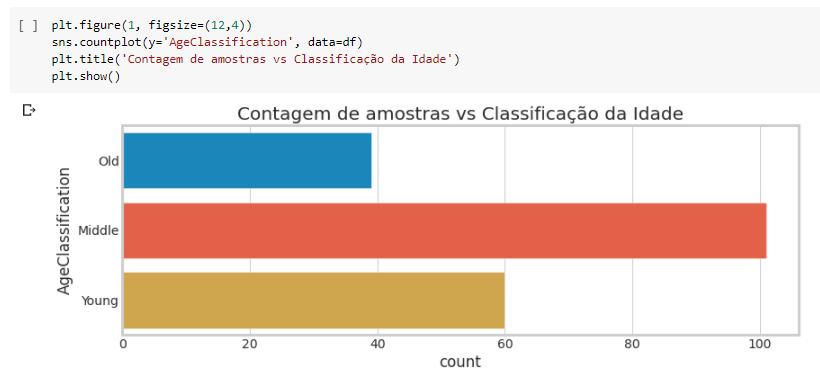 [ ] plt.figure(1, figsize=(12,4))
sns.countplot(y='AgeClassification', data=df)
plt.title('Contagem de amostras vs Classificação da Idade')
plt.show()
Contagem de amostras vs Classificação da Idade
AgeClassification
Old
Middle
Young
0 20 40 60 80 100
count